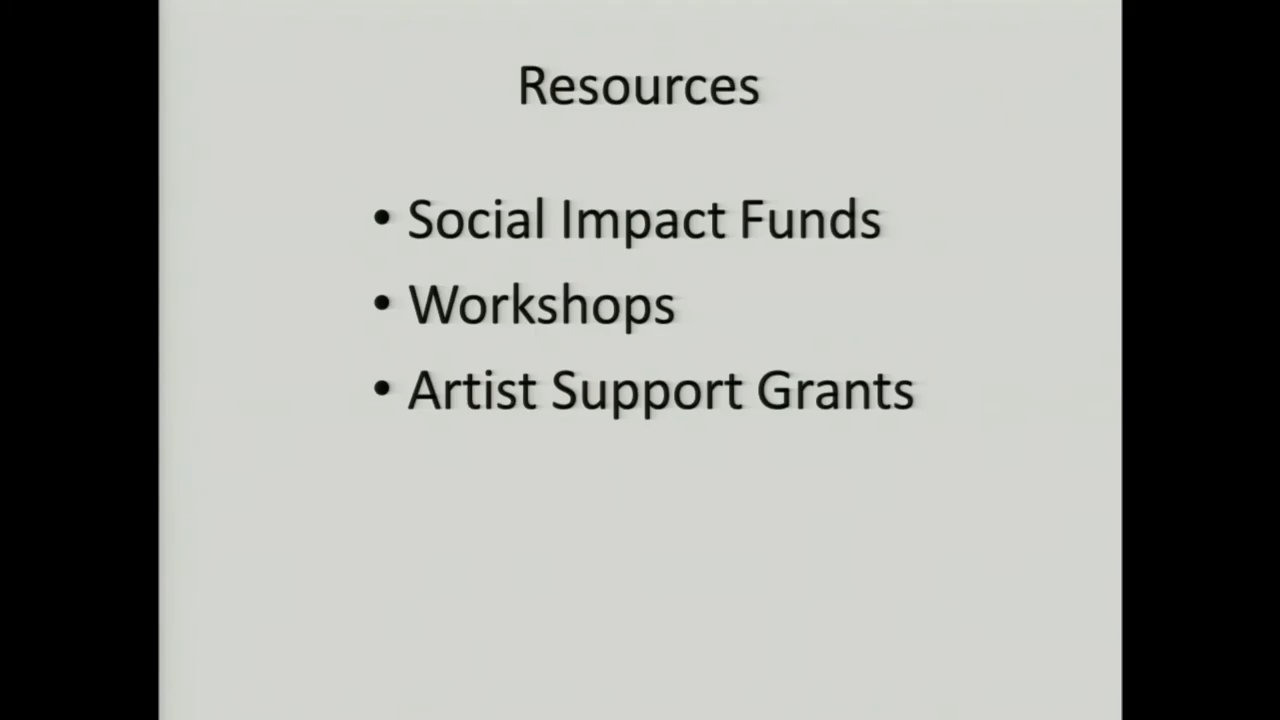 Resources
• Social Impact Funds
• Workshops
• Artist Support Grants